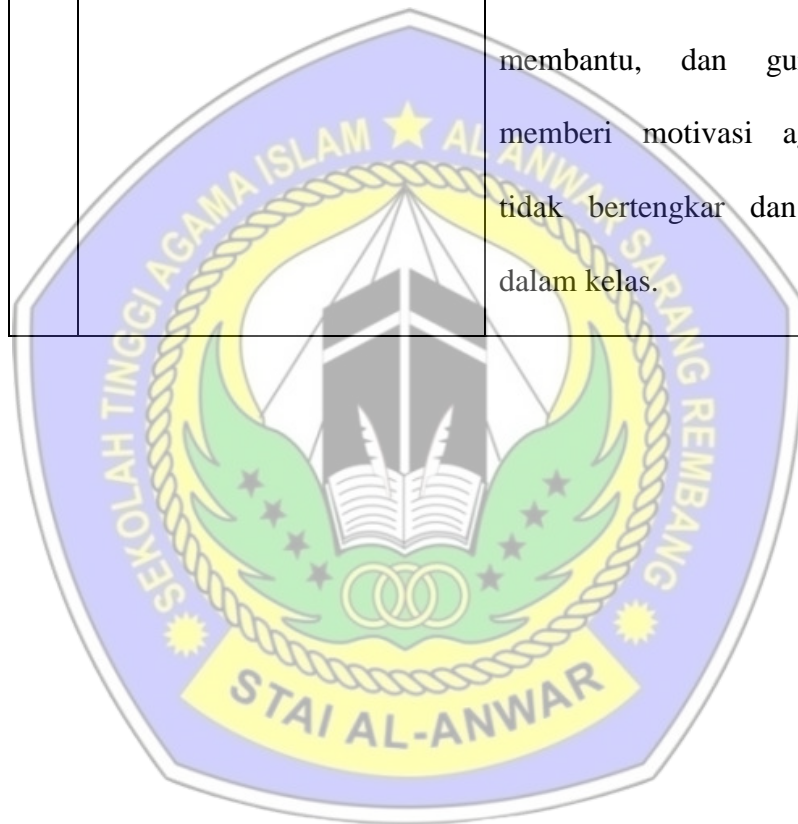 membantu, dan
memberi motivasi
tidak bertengkar dan
dalam kelas.
SEKOLAH TINGGI AGAMA ISLAM AL ANWAR SARANG REMBANG
STAI AL-ANWAR